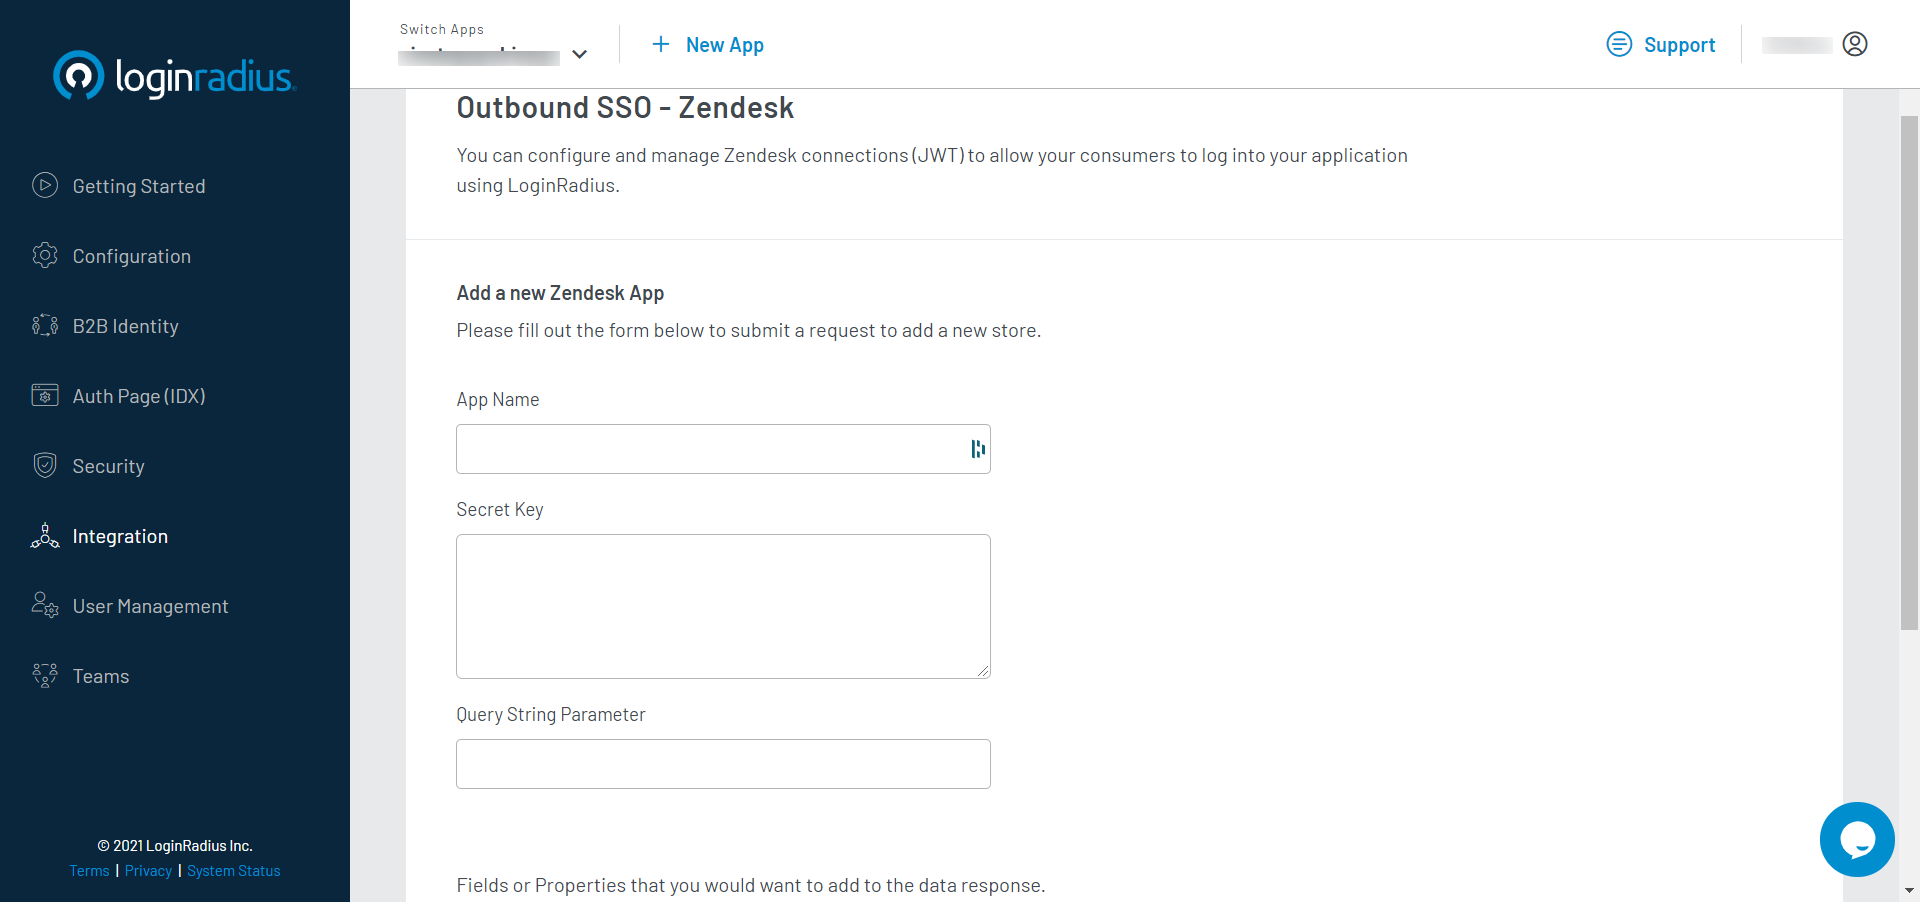 loginradius
Getting Started
Configuration
B2B Identity
Auth Page (IDX)
Security
Integration
User Management
Teams
© 2021 LoginRadius Inc.
Terms | Privacy | System Status
Switch Apps
New App
Support
Outbound SSO - Zendesk
You can configure and manage Zendesk connections (JWT) to allow your consumers to log into your application
using LoginRadius.
Add a new Zendesk App
Please fill out the form below to submit a request to add a new store.
App Name
Secret Key
Query String Parameter
Fields or Properties that you would want to add to the data response.